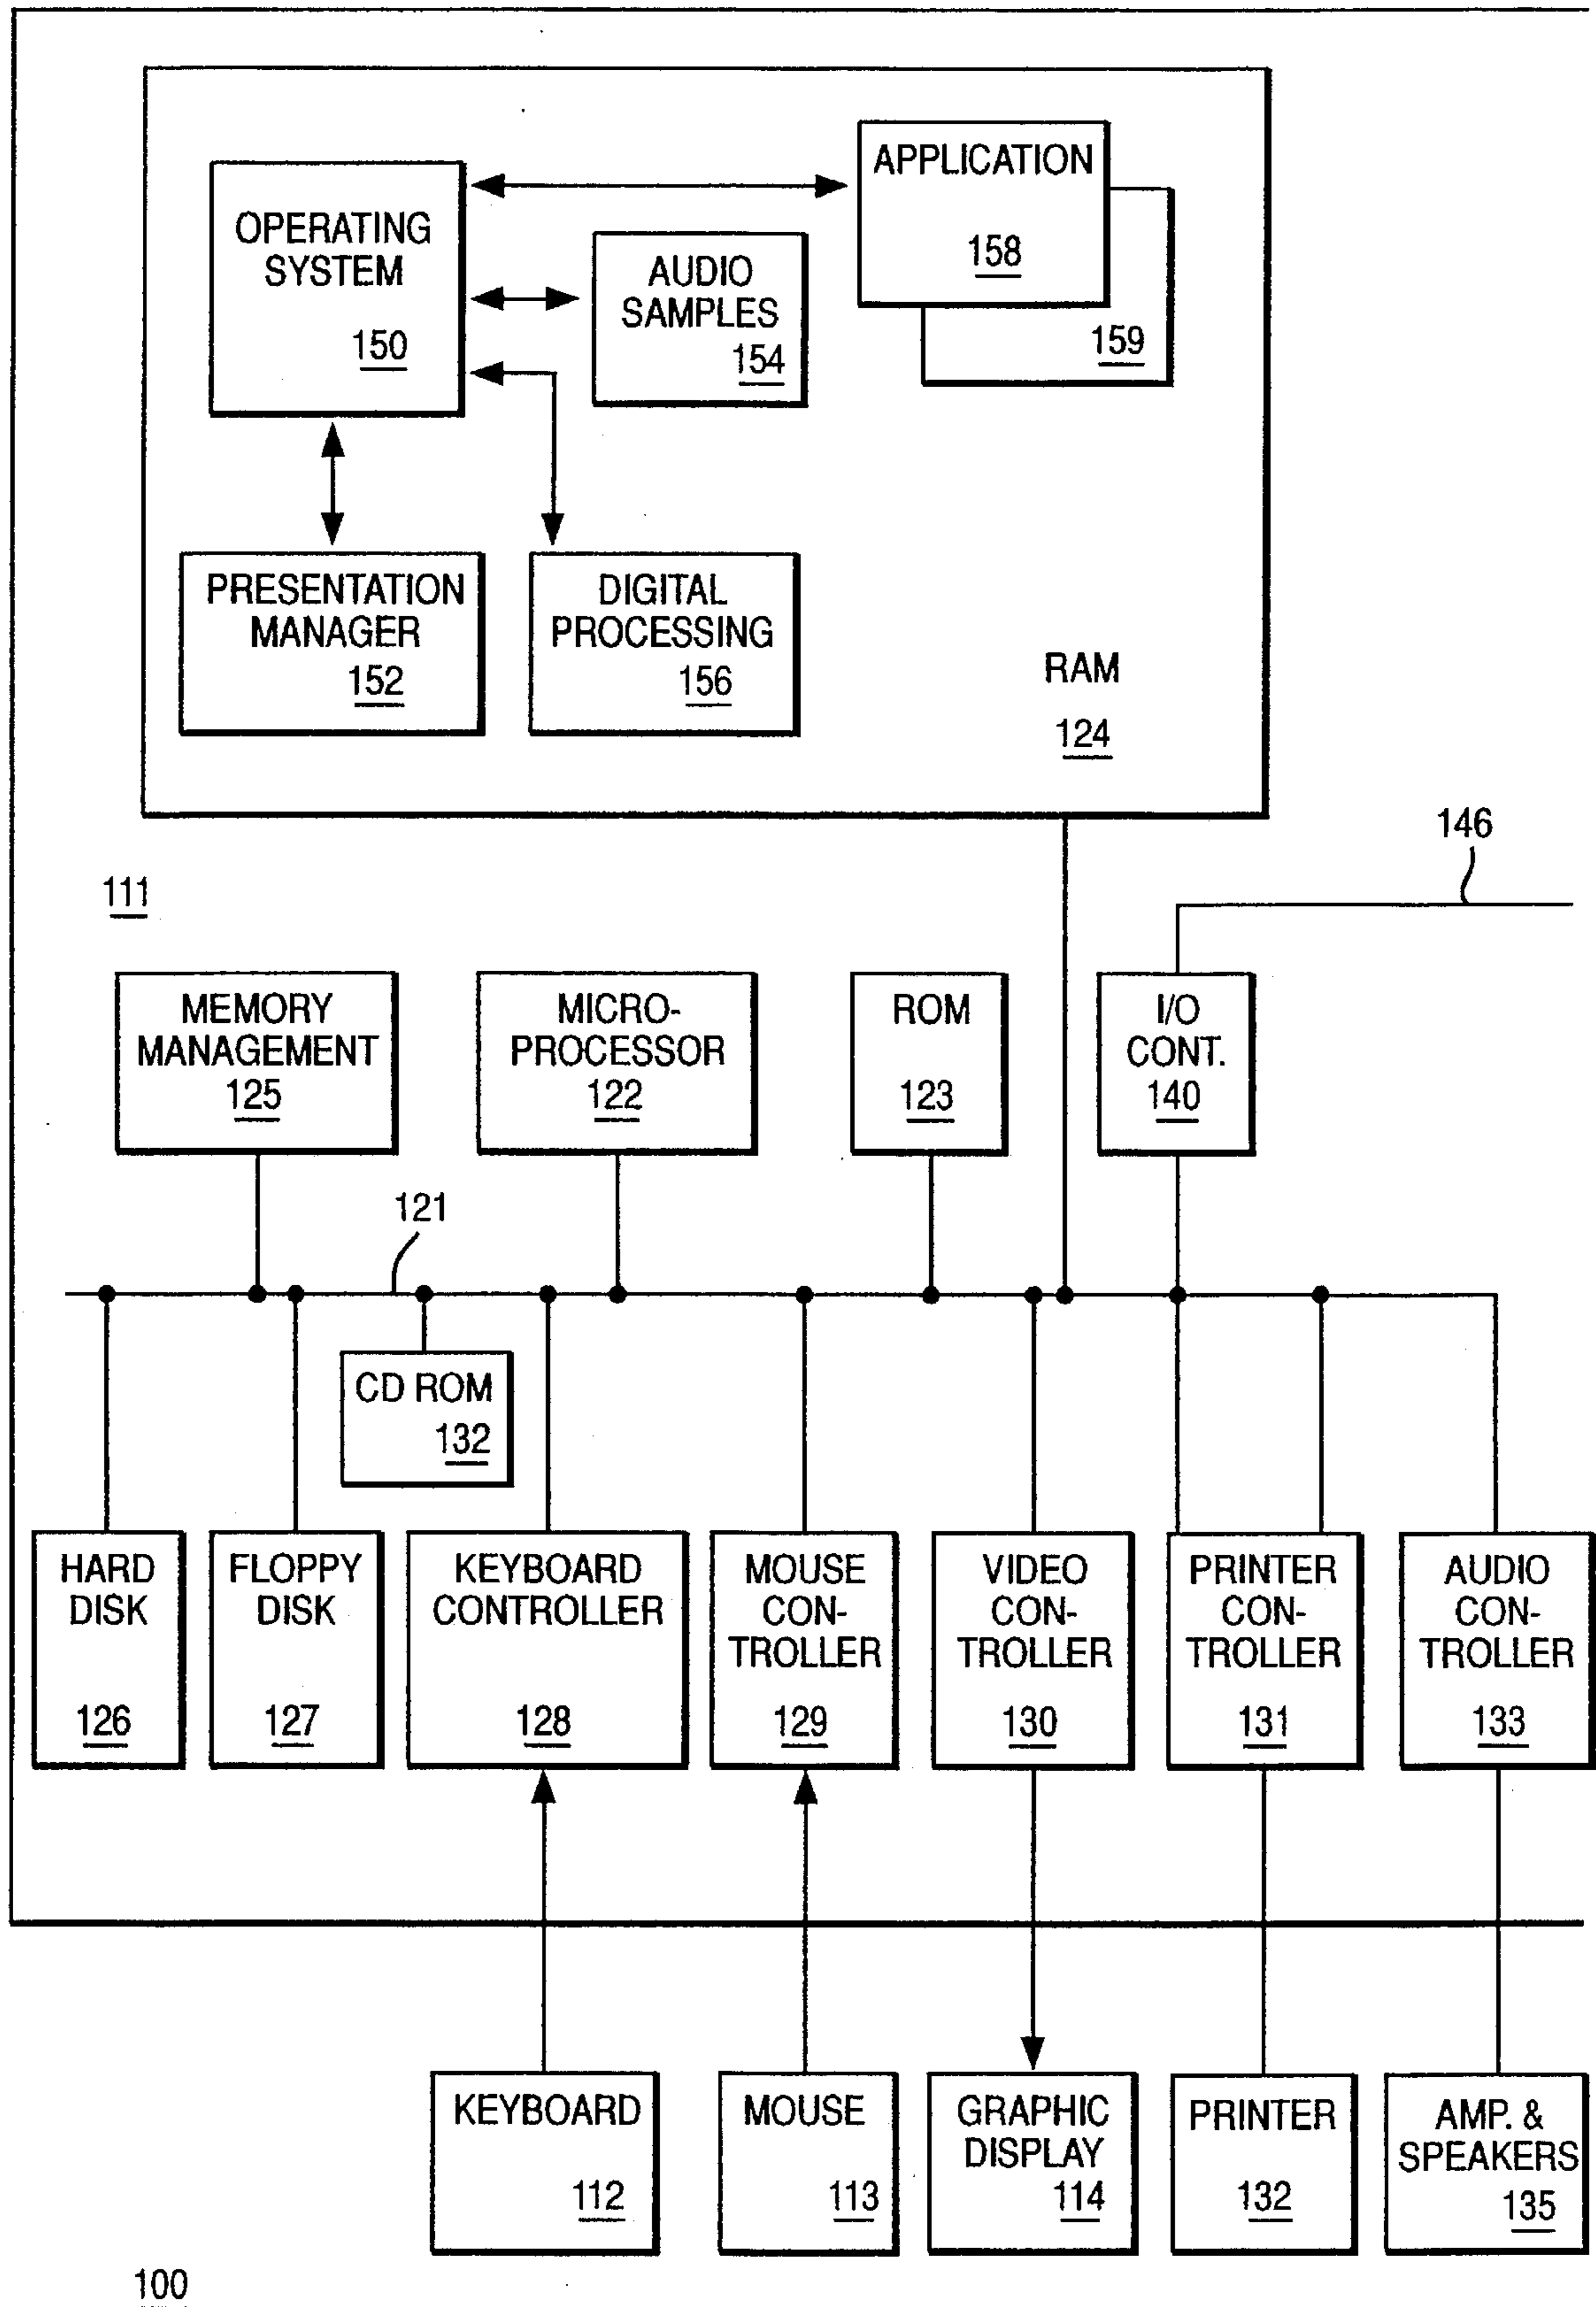 APPLICATION
158
159
OPERATING
SYSTEM
150
AUDIO
SAMPLES
154
PRESENTATION
MANAGER
152
DIGITAL
PROCESSING
156
RAM
124
146
111
MEMORY
MANAGEMENT
125
MICRO-
PROCESSOR
122
ROM
123
I/O
CONT.
140
121
CD ROM
132
HARD
DISK
126
FLOPPY
DISK
127
KEYBOARD
CONTROLLER
128
MOUSE
CON-
TROLLER
129
VIDEO
CON-
TROLLER
130
PRINTER
CON-
TROLLER
131
AUDIO
CON-
TROLLER
133
KEYBOARD
112
MOUSE
113
GRAPHIC
DISPLAY
114
PRINTER
132
AMP. &
SPEAKERS
135
100